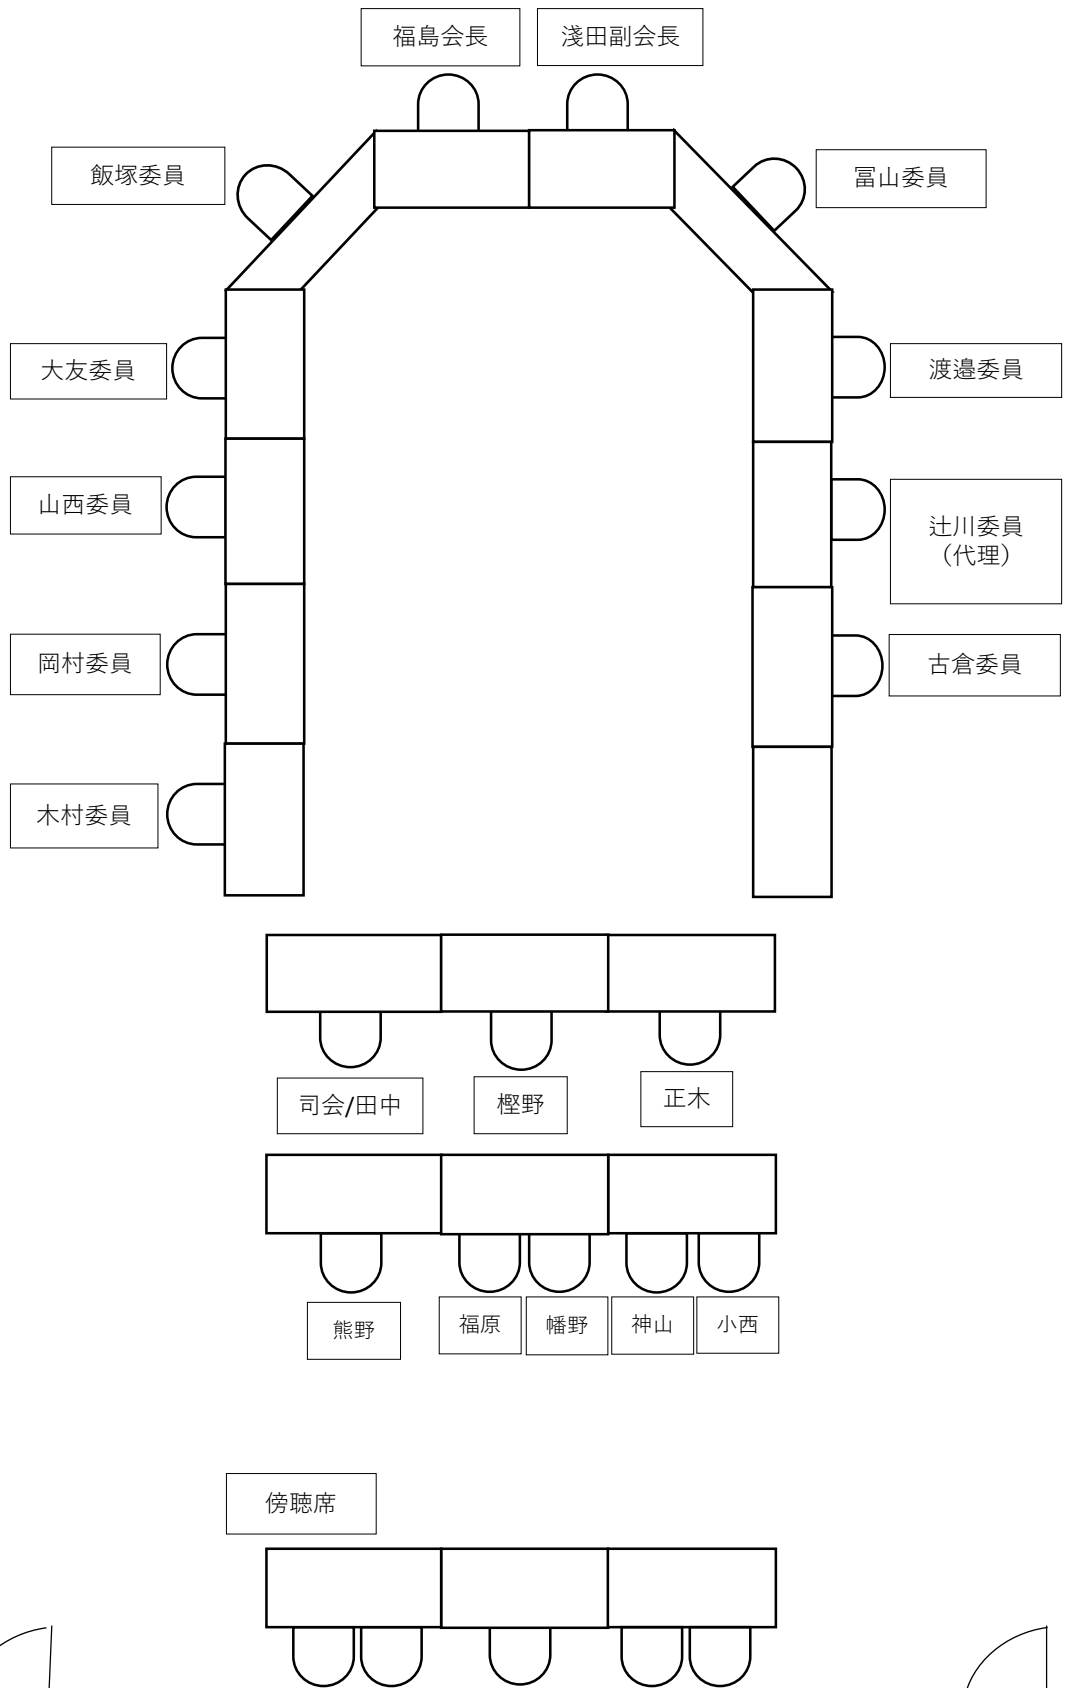 福島会長
淺田副会長
飯塚委員
冨山委員
大友委員
渡邉委員
山西委員
辻川委員
（代理）
岡村委員
古倉委員
木村委員
司会/田中
樫野
正木
熊野
福原
幡野
神山
小西
傍聴席